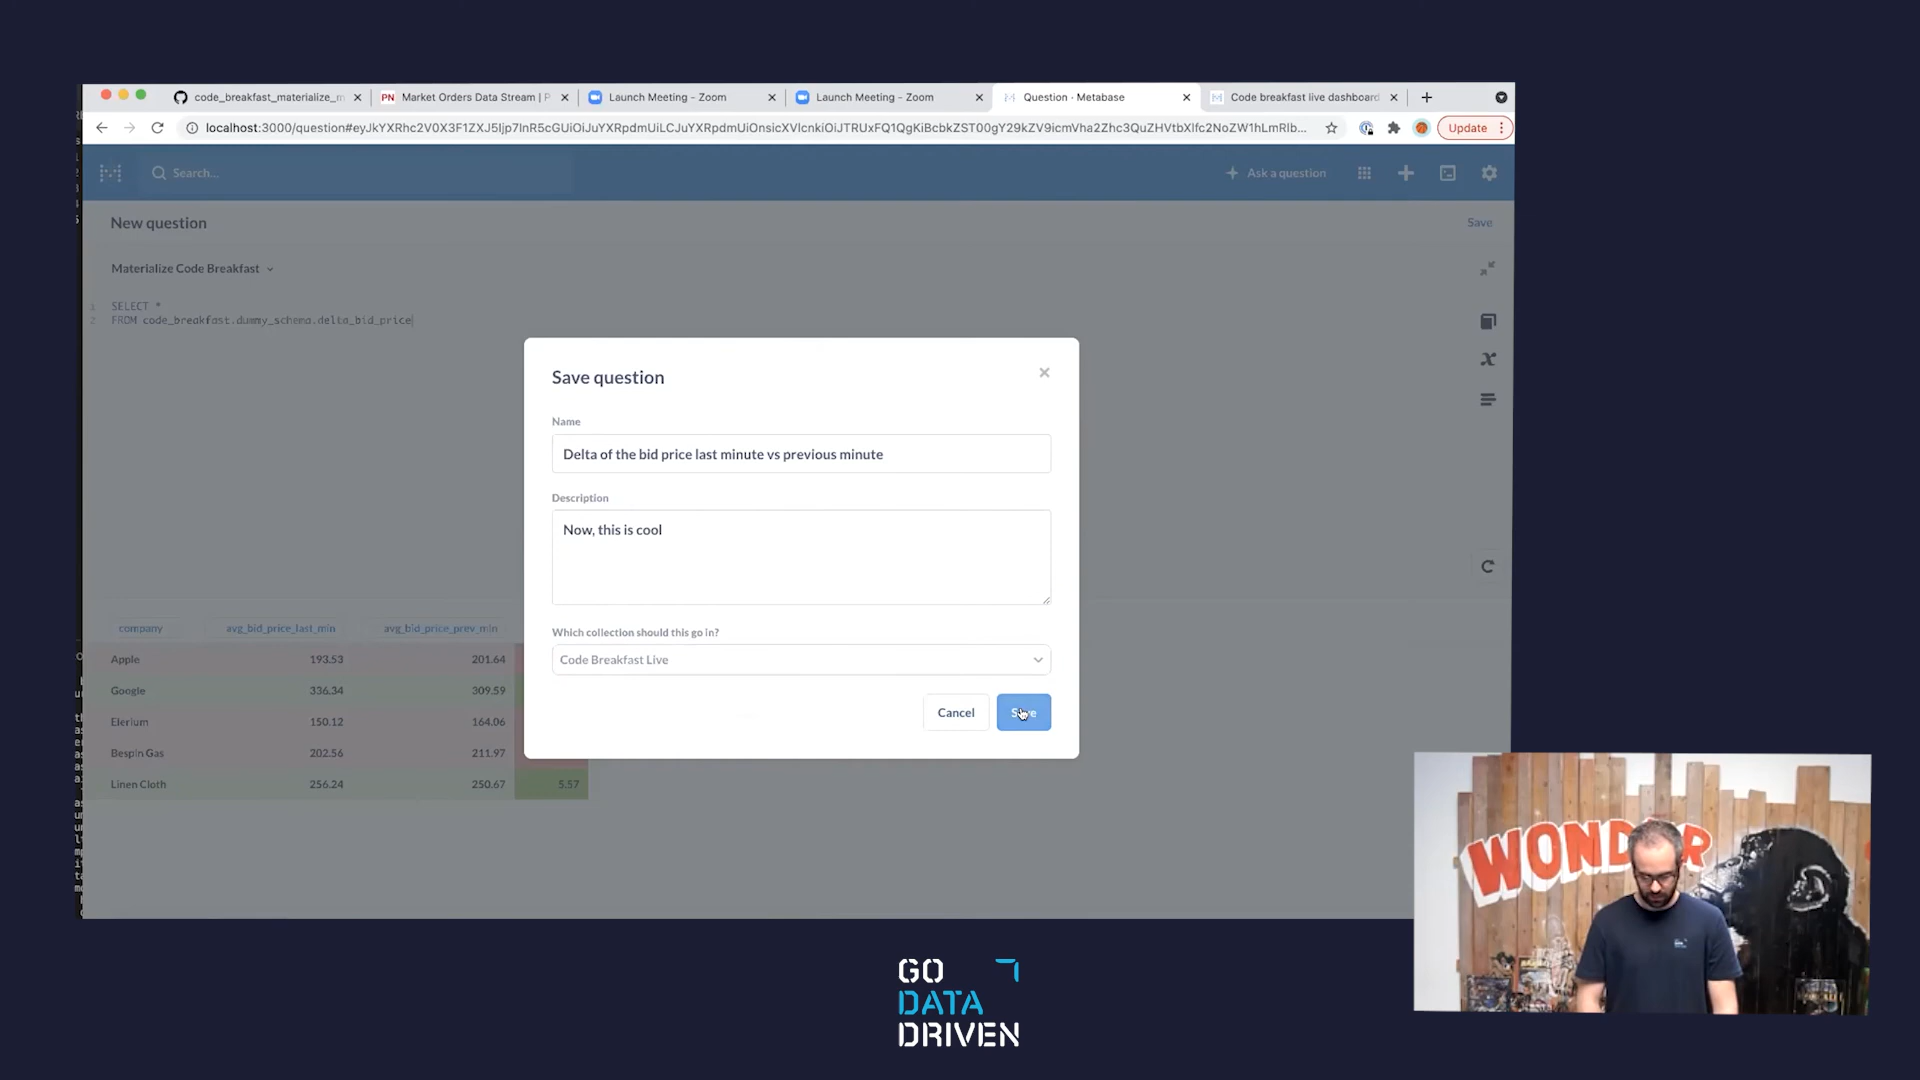 code_breakfast_materialize_m
Market Orders Data Stream | P
Launch Meeting - Zoom
Launch Meeting - Zoom
Question · Metabase
Code breakfast live dashboard
Update
Search...
Ask a question
New question
Save
Materialize Code Breakfast
1 SELECT *
2 FROM code_breakfast.dummy_schema.delta_bid_price
Save question
Name
Delta of the bid price last minute vs previous minute
Description
Now, this is cool
Which collection should this go in?
Code Breakfast Live
Cancel
Save
company avg_bid_price_last_min avg_bid_price_prev_min
Apple 193.53 201.64
Google 336.34 309.59
Elerium 150.12 164.06
Bespin Gas 202.56 211.97
Linen Cloth 256.24 250.67 5.57
WONDER
GO
DATA
DRIVEN